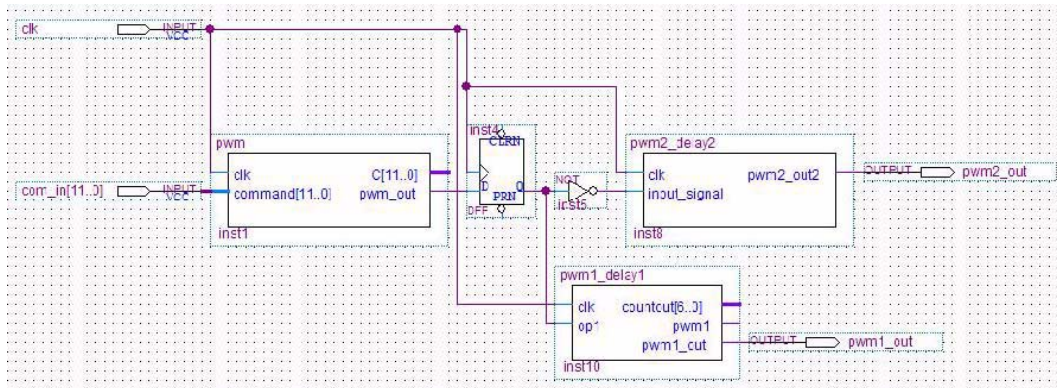 clk
INPUT
VCC
pwm
clk
command[11..0]
C[11..0]
pwm_out
inst1
com_in[11..0]
INPUT
VCC
inst4
CLRN
D
Q
PRN
DFF
NOT
inst5
pwm2_delay2
clk
input_signal
pwm2_out2
inst8
OUTPUT
pwm2_out
pwm1_delay1
clk
op1
countout[6..0]
pwm1
pwm1_out
inst10
OUTPUT
pwm1_out